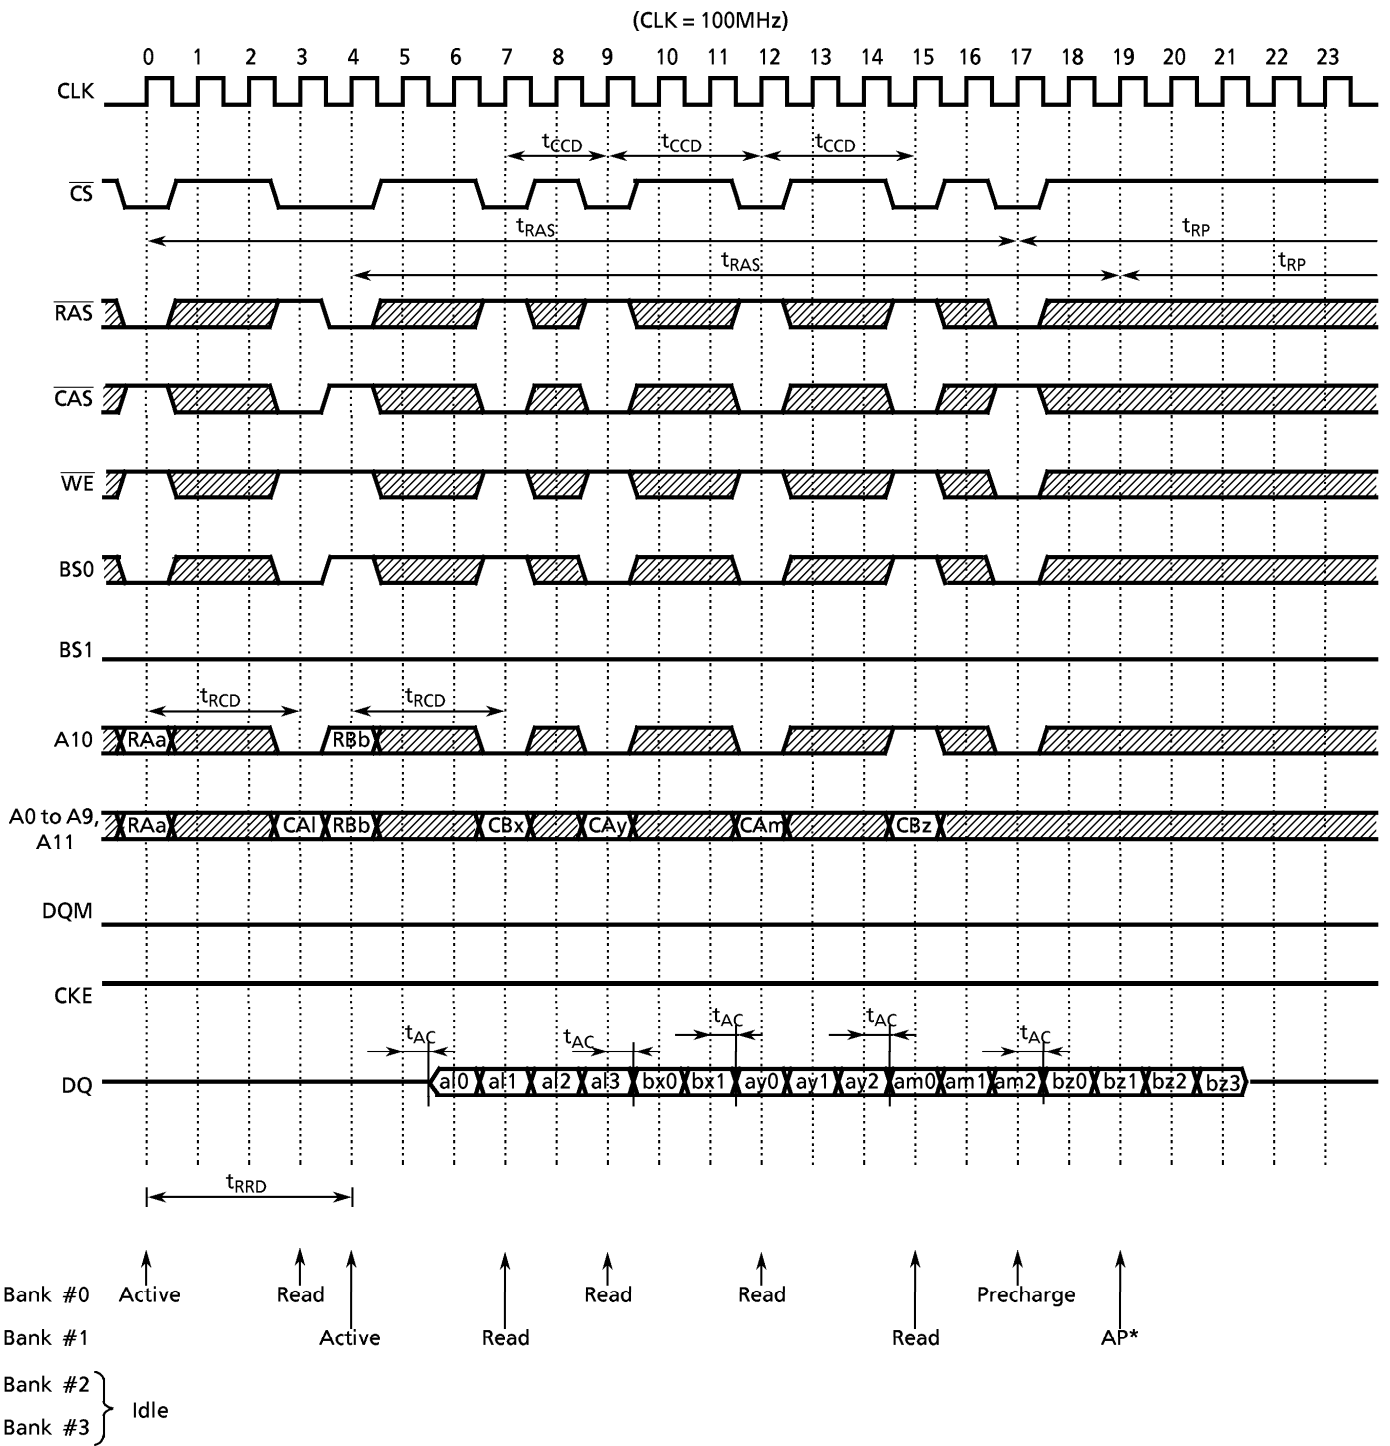 (CLK = 100MHz)
0 1 2 3 4 5 6 7 8 9 10 11 12 13 14 15 16 17 18 19 20 21 22 23
CLK
tCCD tCCD tCCD
CS
tRAS tRP
tRAS tRP
RAS
CAS
WE
BS0
BS1
tRCD tRCD
A10 RAa RBb
A0 to A9,
A11
RAa CAl RBb CBx CAy CAm CBz
DQM
CKE
tAC tAC tAC tAC tAC
DQ al0 al1 al2 al3 bx0 bx1 ay0 ay1 ay2 am0 am1 am2 bz0 bz1 bz2 bz3
tRRD
Bank #0 Active Read Read Read Precharge
Bank #1 Active Read Read AP*
Bank #2
Idle
Bank #3